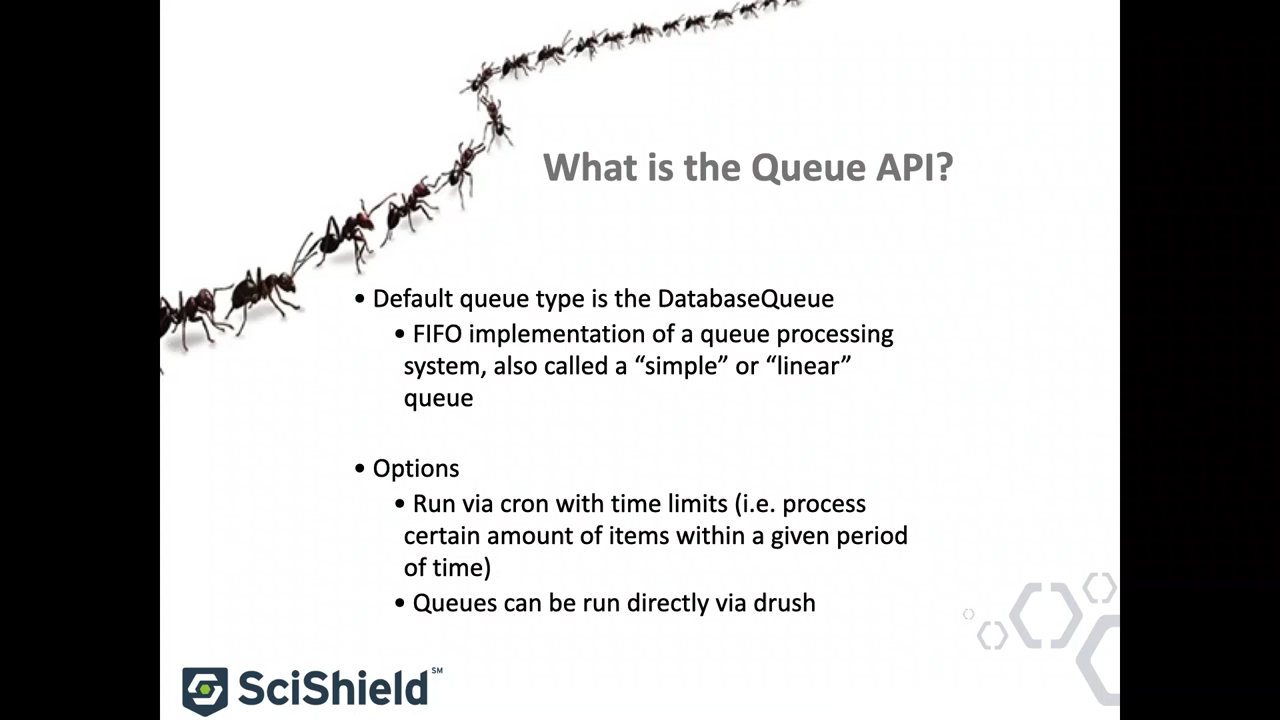 What is the Queue API?
• Default queue type is the DatabaseQueue
• FIFO implementation of a queue processing
system, also called a “simple” or “linear”
queue
• Options
• Run via cron with time limits (i.e. process
certain amount of items within a given period
of time)
• Queues can be run directly via drush
SciShield℠